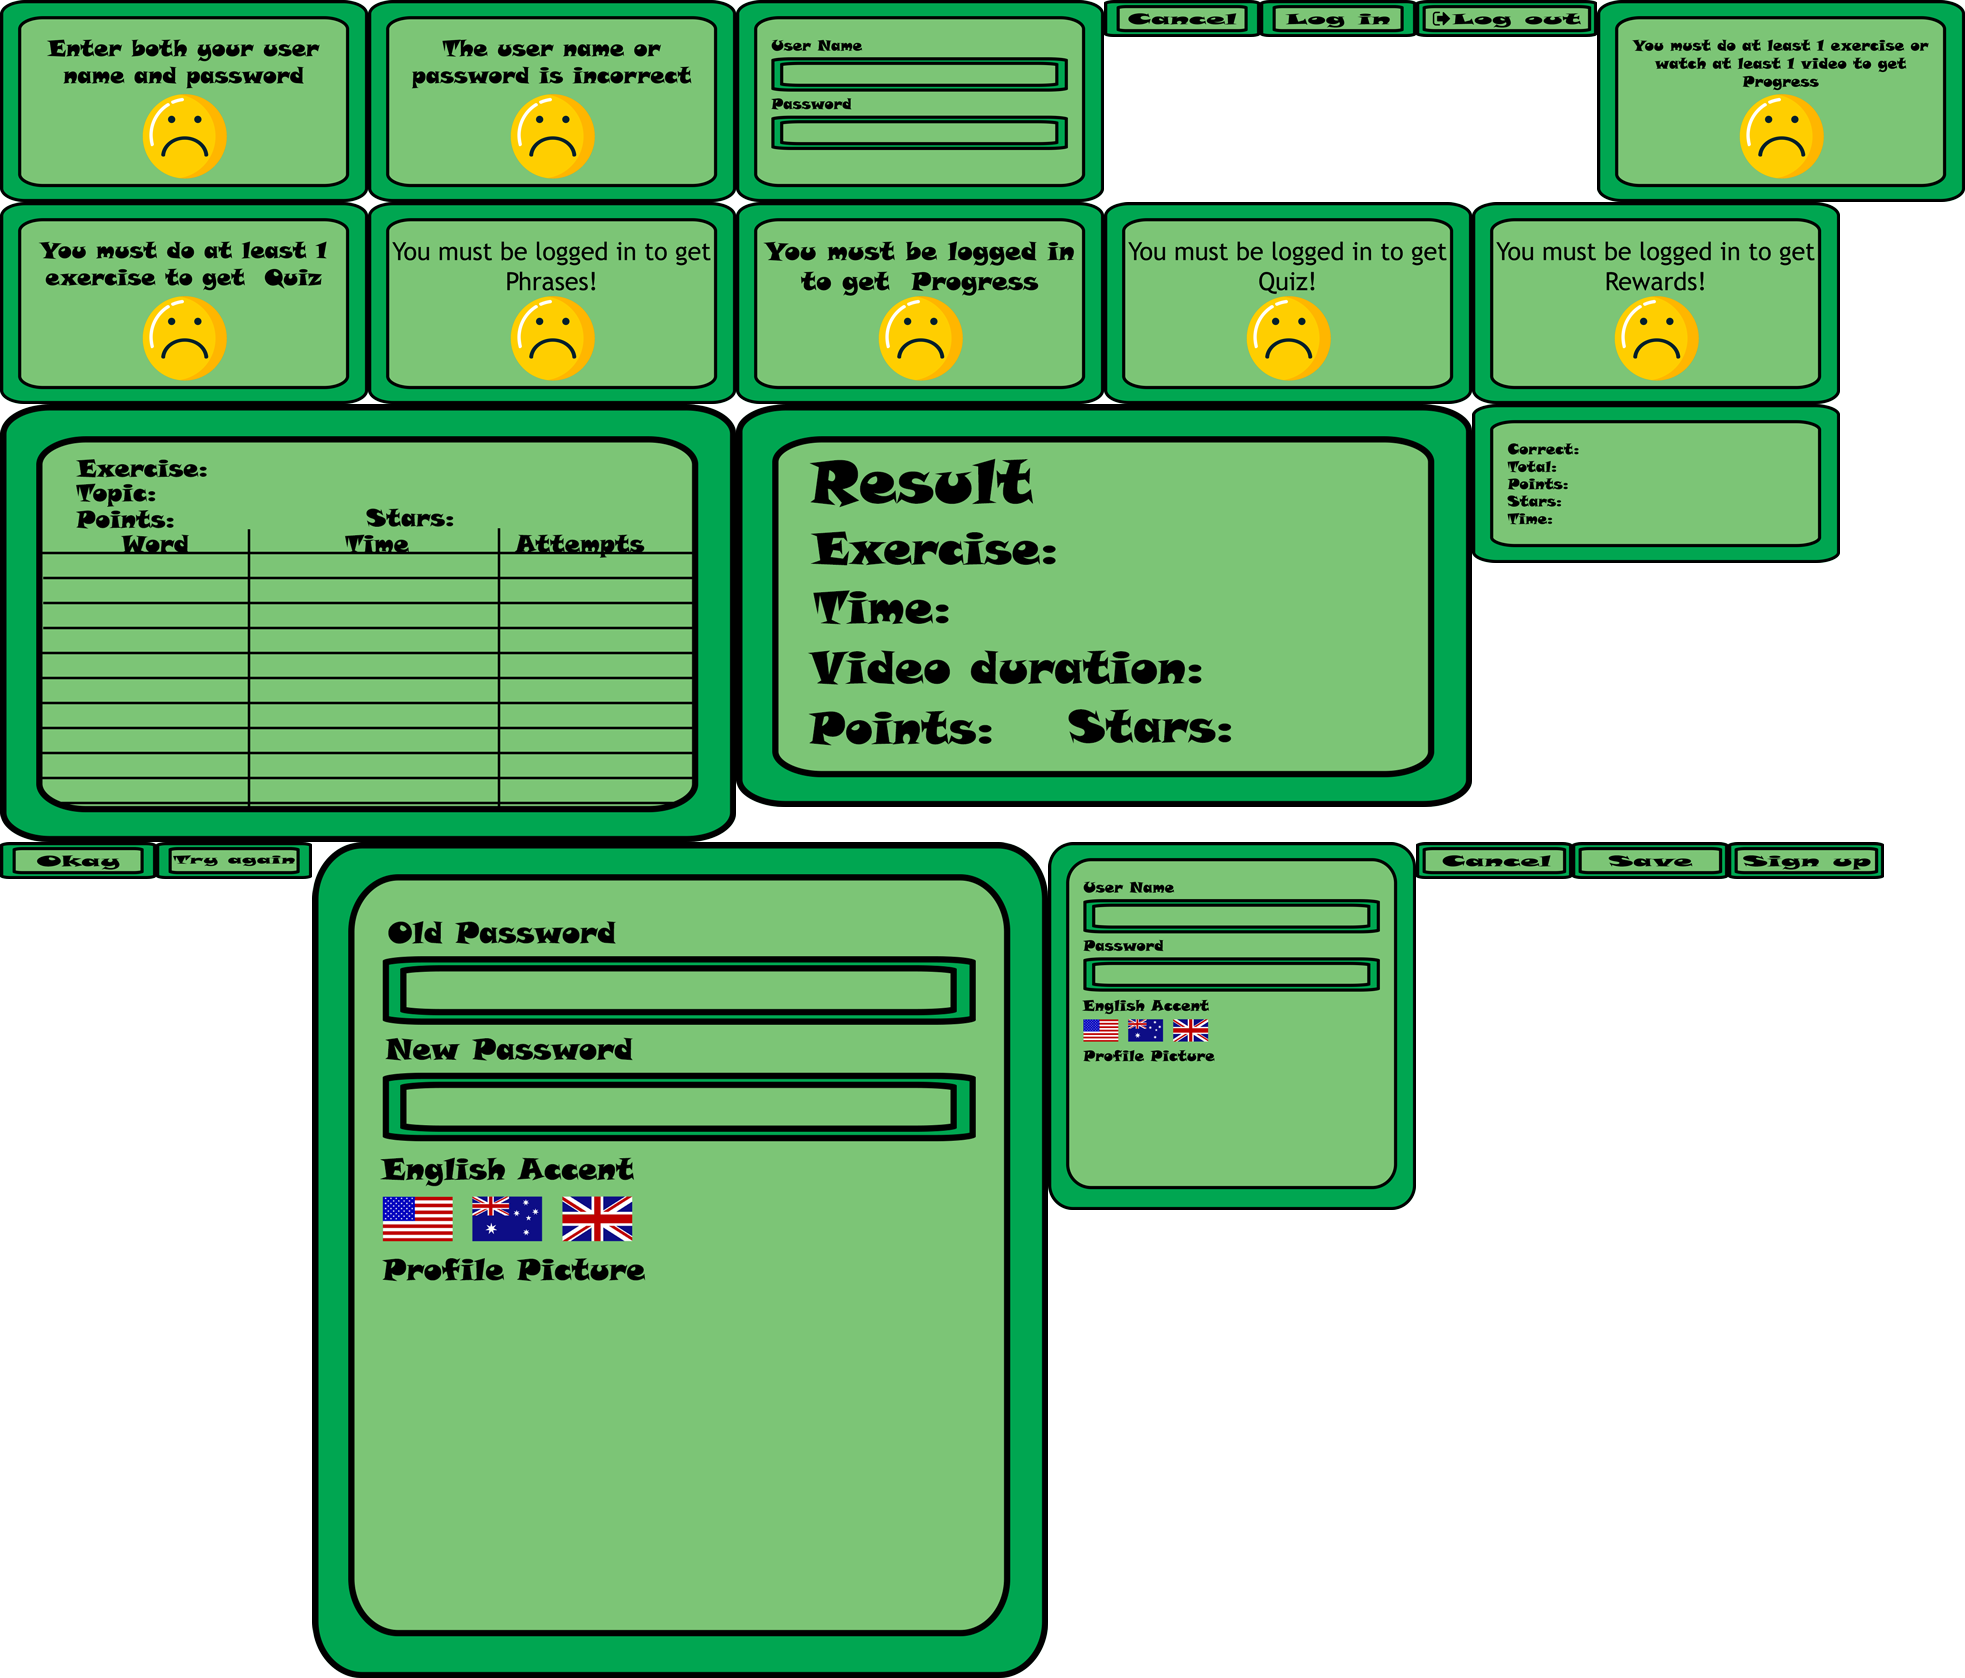 Enter both your user
name and password
The user name or
password is incorrect
User Name
Password
Cancel
Log in
Log out
You must do at least 1 exercise or
watch at least 1 video to get
Progress
You must do at least 1
exercise to get Quiz
You must be logged in to get
Phrases!
You must be logged in
to get Progress
You must be logged in to get
Quiz!
You must be logged in to get
Rewards!
Exercise:
Topic:
Points:
Stars:
Word
Time
Attempts
Result
Exercise:
Time:
Video duration:
Points:
Stars:
Correct:
Total:
Points:
Stars:
Time:
Okay
Try again
Old Password
New Password
English Accent
Profile Picture
User Name
Password
English Accent
Profile Picture
Cancel
Save
Sign up